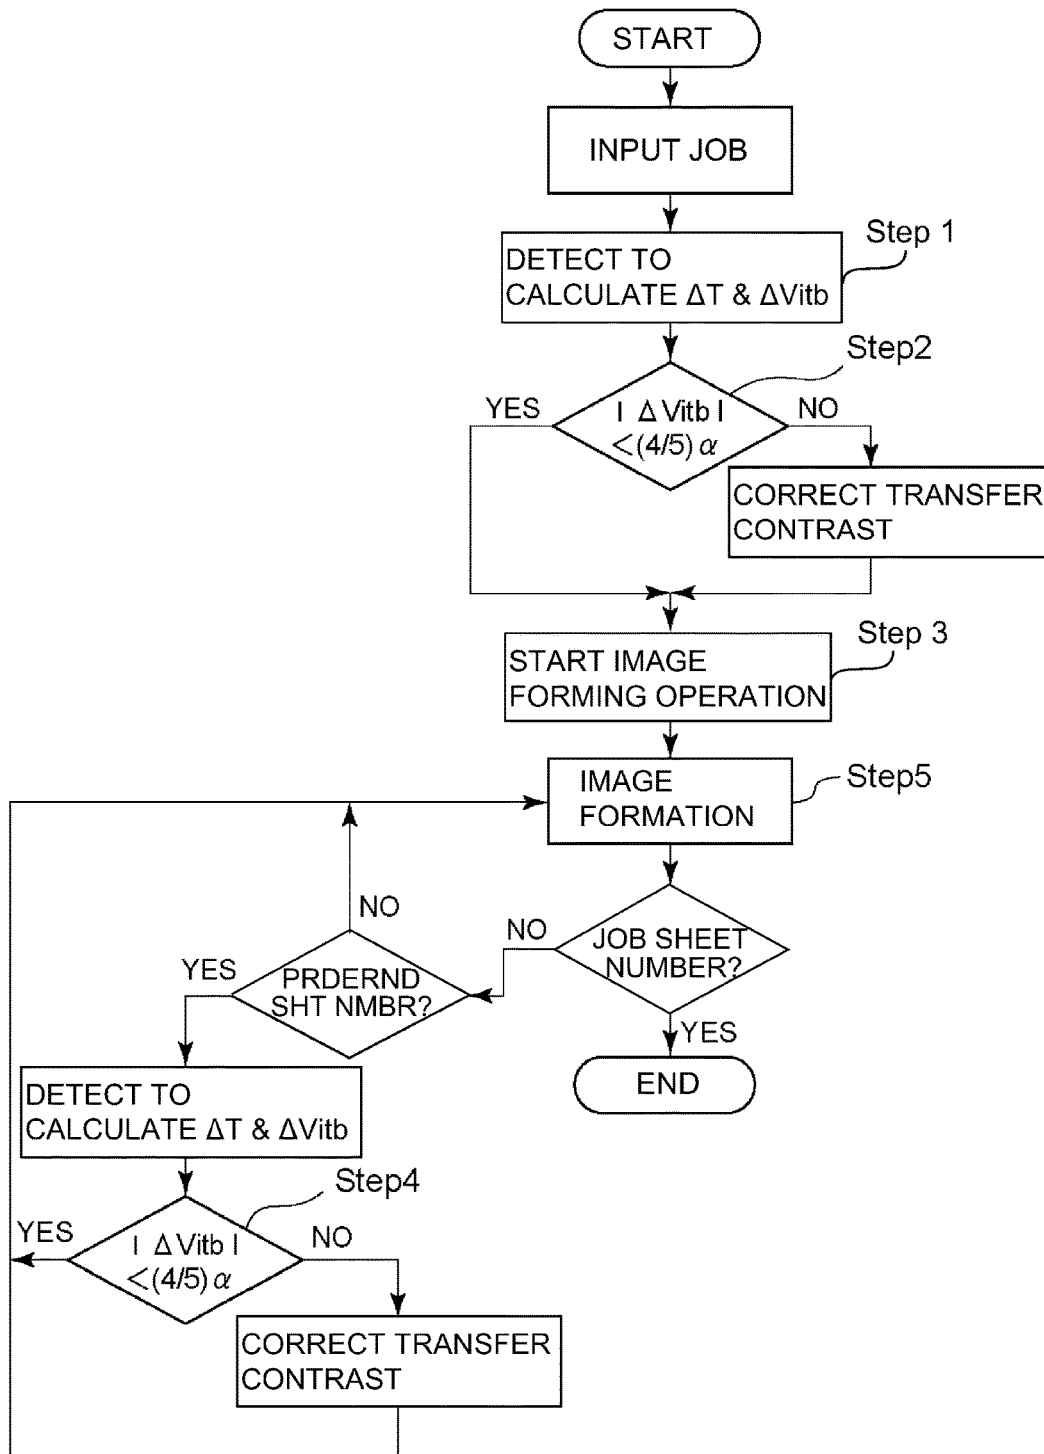 START
INPUT JOB
Step 1
DETECT TO
CALCULATE ΔT & ΔVitb
Step2
| Δ Vitb |
<(4/5) α
YES
NO
CORRECT TRANSFER
CONTRAST
Step 3
START IMAGE
FORMING OPERATION
Step5
IMAGE
FORMATION
JOB SHEET
NUMBER?
NO
YES
END
PRDERND
SHT NMBR?
NO
YES
DETECT TO
CALCULATE ΔT & ΔVitb
Step4
| Δ Vitb |
<(4/5) α
YES
NO
CORRECT TRANSFER
CONTRAST